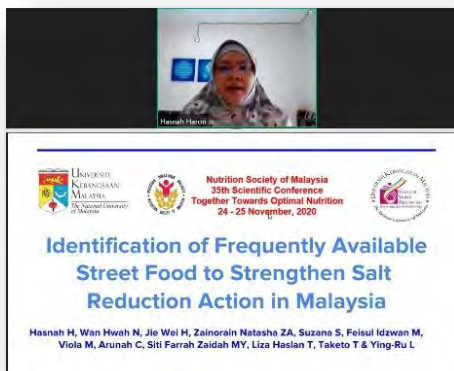 Hasnah Haron
UNIVERSITI
KEBANGSAAN
MALAYSIA
The National University
of Malaysia
Nutrition Society of Malaysia
35th Scientific Conference
Together Towards Optimal Nutrition
24 - 25 November, 2020
Identification of Frequently Available
Street Food to Strengthen Salt
Reduction Action in Malaysia
Hasnah H, Wan Hwah N, Jie Wei H, Zainorain Natasha ZA, Suzana S, Feisul Idzwan M,
Viola M, Arunah C, Siti Farrah Zaidah MY, Liza Haslan T, Taketo T & Ying-Ru L